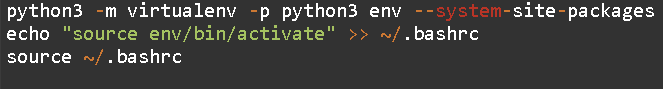 python3 -m virtualenv -p python3 env --system-site-packages
echo "source env/bin/activate" >> ~/.bashrc
source ~/.bashrc